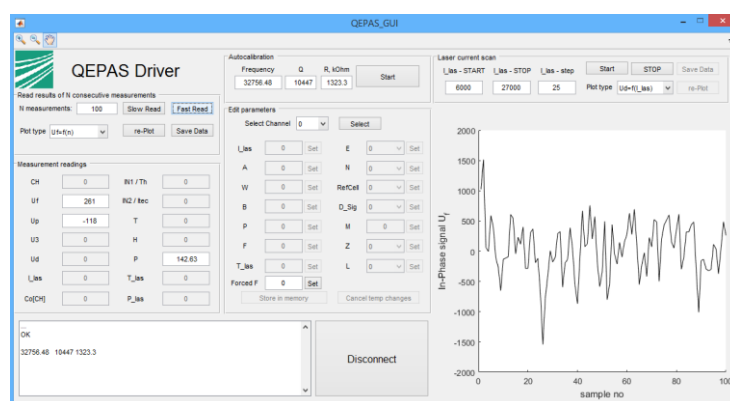 QEPAS_GUI
QEPAS Driver
Read results of N consecutive measurements
N measurements: 100 Slow Read Fast Read
Plot type Uf=f(n) re-Plot Save Data
Autocalibration
Frequency Q R, kOhm
32756.48 10447 1323.3 Start
Laser current scan
I_las - START I_las - STOP I_las - step Start STOP Save Data
6000 27000 25 Plot type Ud=f(I_las) re-Plot
Edit parameters
Select Channel 0 Select
I_las 0 Set E 0 Set
A 0 Set N 0 Set
W 0 Set RefCell 0 Set
B 0 Set D_Sig 0 Set
P 0 Set M 0 Set
F 0 Set Z 0 Set
T_las 0 Set L 0 Set
Forced F 0 Set
Store in memory Cancel temp changes
Measurement readings
CH 0 IN1 / Th 0
Uf 261 IN2 / Itec 0
Up -118 T 0
U3 0 H 0
Ud 0 P 142.63
I_las 0 T_las 0
Co[CH] 0 P_las 0
...
OK
32756.48 10447 1323.3
Disconnect
In-Phase signal U_f
2000
1500
1000
500
0
-500
-1000
-1500
-2000
0 20 40 60 80 100
sample no